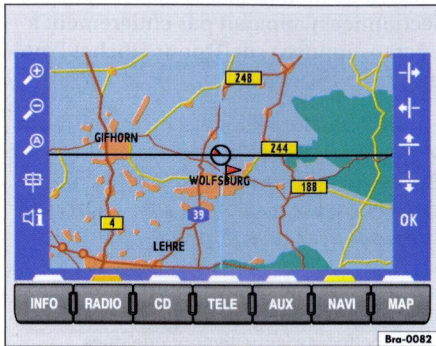 248
GIFHORN
244
WOLFSBURG
188
39
4
LEHRE
A
i
OK
INFO RADIO CD TELE AUX NAVI MAP
Bra-0082